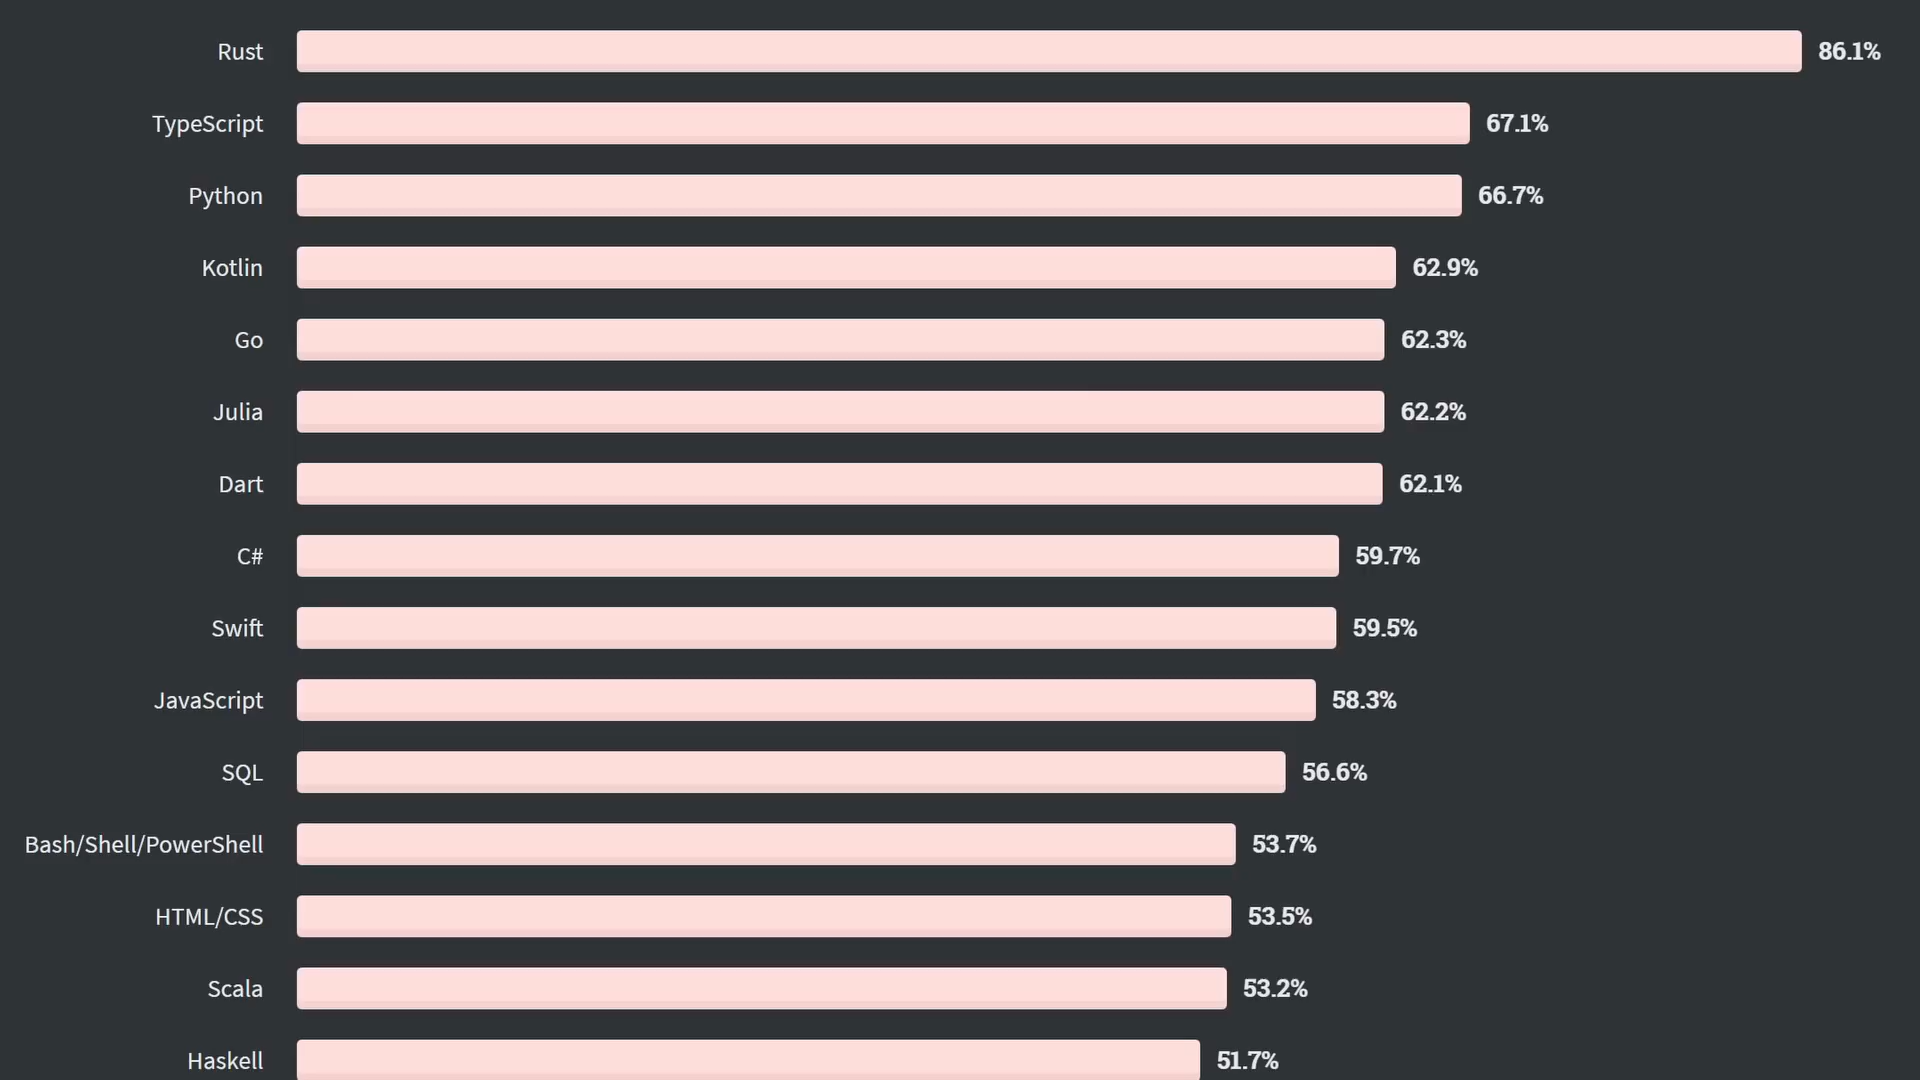 Rust 86.1%
TypeScript 67.1%
Python 66.7%
Kotlin 62.9%
Go 62.3%
Julia 62.2%
Dart 62.1%
C# 59.7%
Swift 59.5%
JavaScript 58.3%
SQL 56.6%
Bash/Shell/PowerShell 53.7%
HTML/CSS 53.5%
Scala 53.2%
Haskell 51.7%